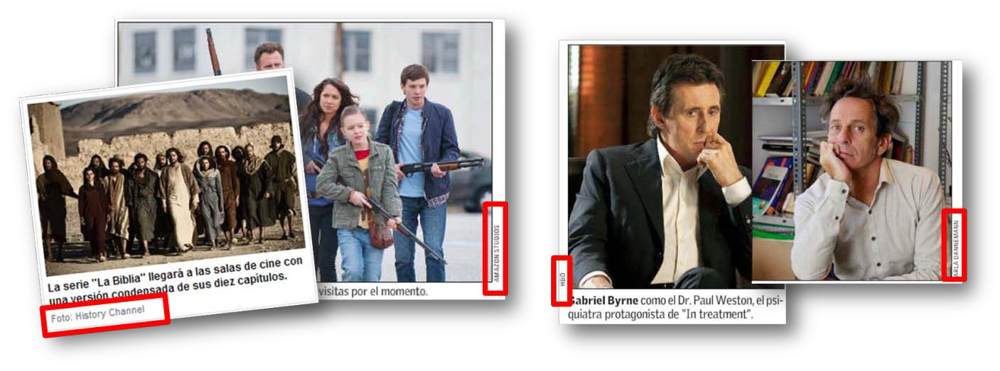 La serie "La Biblia" llegará a las salas de cine con
una versión condensada de sus diez capítulos.
Foto: History Channel
visitas por el momento.
AMAZON STUDIOS
HBO
Gabriel Byrne como el Dr. Paul Weston, el psi-
quiatra protagonista de "In treatment".
ARLA DANNEMANN